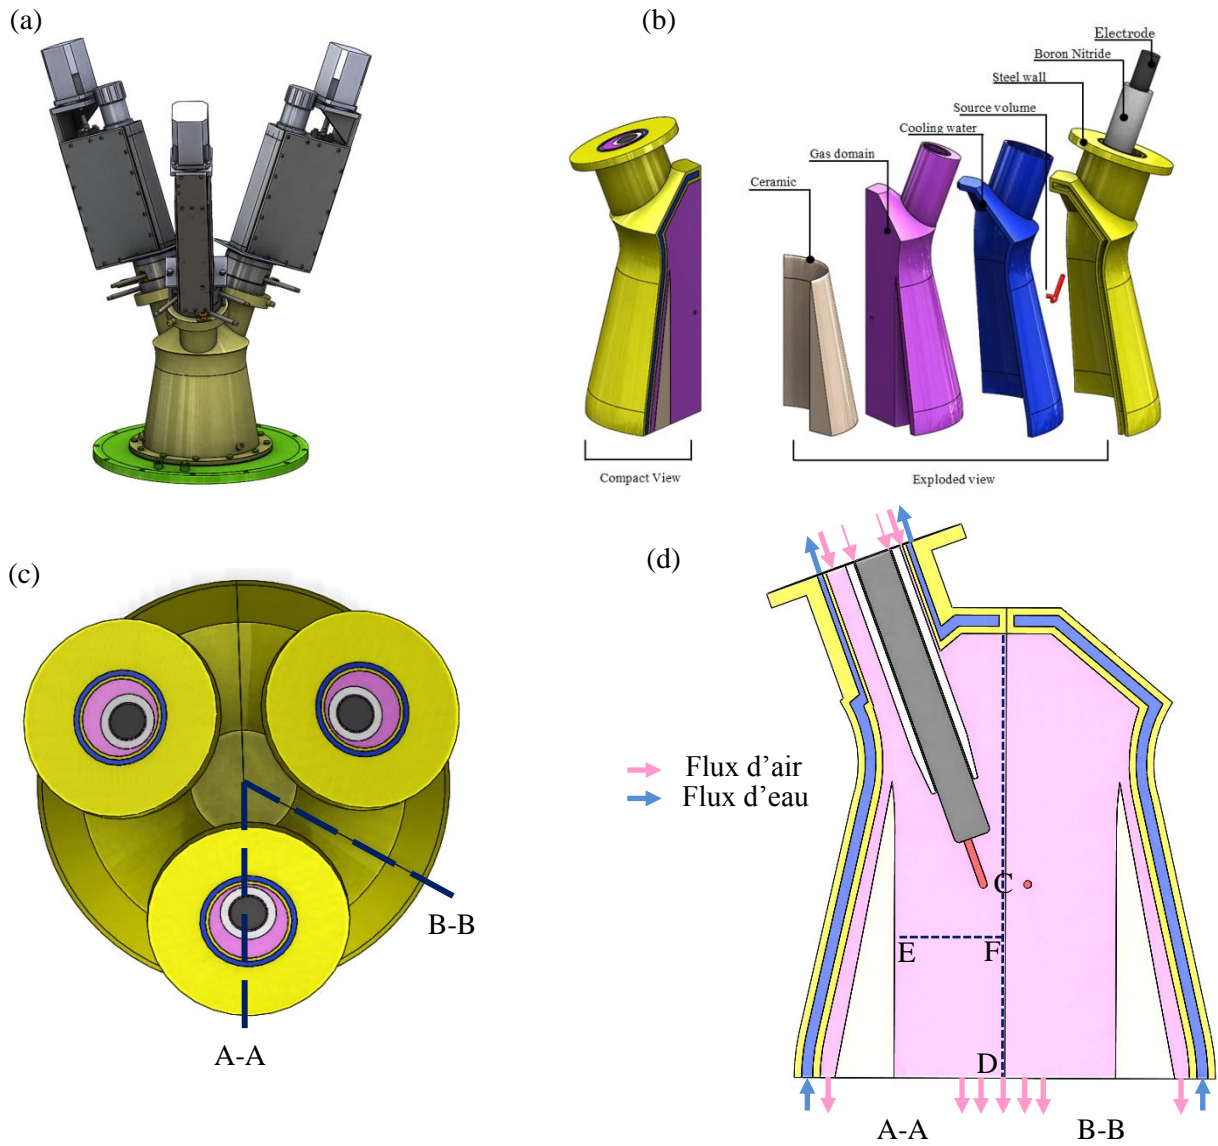 (a)
(b)
Electrode
Boron Nitride
Steel wall
Source volume
Cooling water
Gas domain
Ceramic
Compact View
Exploded view
(c)
B-B
A-A
(d)
Flux d'air
Flux d'eau
C
E
F
D
A-A
B-B